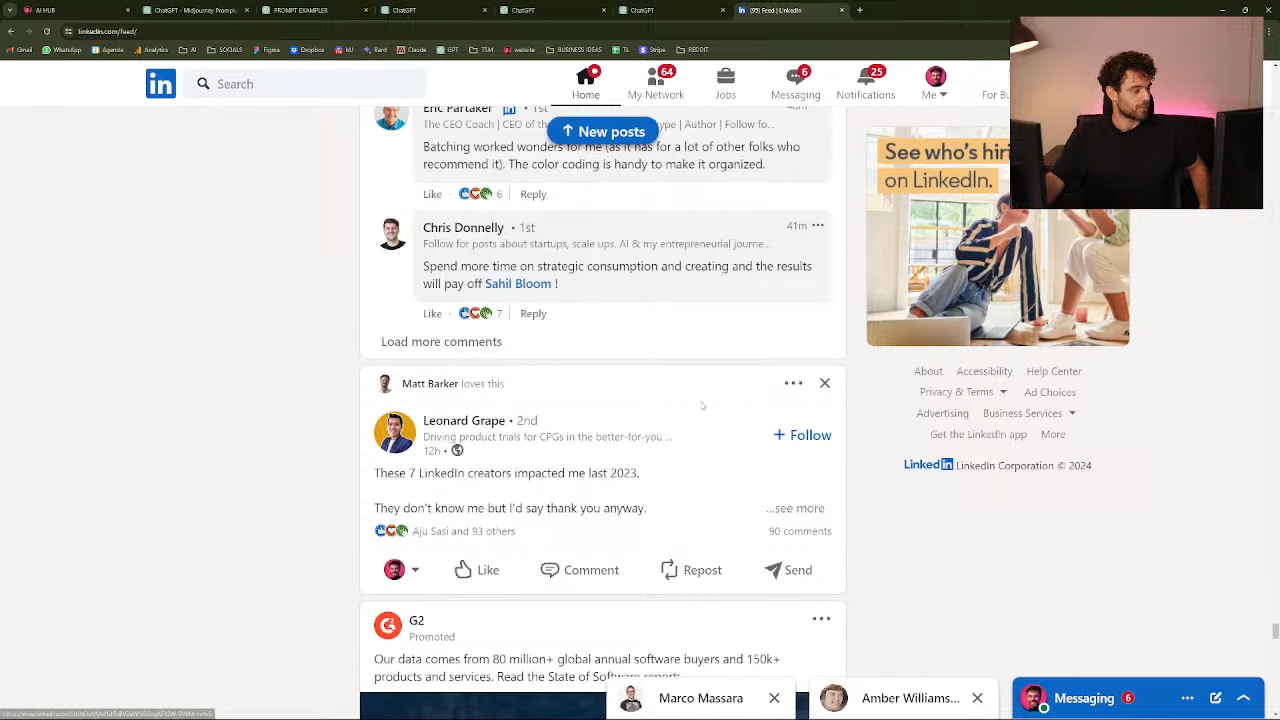 AI HUB
ChatGPT - Midjourney Prompt
PROMPT EXAMPLER
ChatGPT
ChatGPT
ChatGPT
(5) Feed | LinkedIn
linkedin.com/feed/
Gmail
WhatsApp
Agenda
Analytics
AI
SOCIALS
Figma
Dropbox
MJ
Bard
Claude
GPT
website
BUSINESS IDEAS
Stripe
REDDIT
in
Search
Home
64
My Network
Jobs
6
Messaging
25
Notifications
Me
For Bu
Eric Partaker in • 1st
The CEO Coach | CEO of the
ype | Author | Follow fo...
↑ New posts
Batching worked wonders for me (as it has for a lot of other folks who
recommend it). The color coding is handy to make it organized.
Like • 6 | Reply
Chris Donnelly • 1st
41m
Follow for posts about startups, scale ups. AI & my entrepreneurial journe...
Spend more time on strategic consumption and creating and the results
will pay off Sahil Bloom !
Like • 7 | Reply
Load more comments
Matt Barker loves this
Leonard Grape • 2nd
Driving product trials for CPGs in the better-for-you ...
12h •
+ Follow
These 7 LinkedIn creators impacted me last 2023.
They don't know me but I'd say thank you anyway.
...see more
Aju Sasi and 93 others
90 comments
Like
Comment
Repost
Send
G2
Promoted
Our data comes from 80 million+ global annual software buyers and 150k+
products and services. Read the State of Software
See who's hiri
on LinkedIn.
About
Accessibility
Help Center
Privacy & Terms
Ad Choices
Advertising
Business Services
Get the LinkedIn app
More
LinkedIn LinkedIn Corporation © 2024
Marco Massara
Amber Williams...
Messaging 6